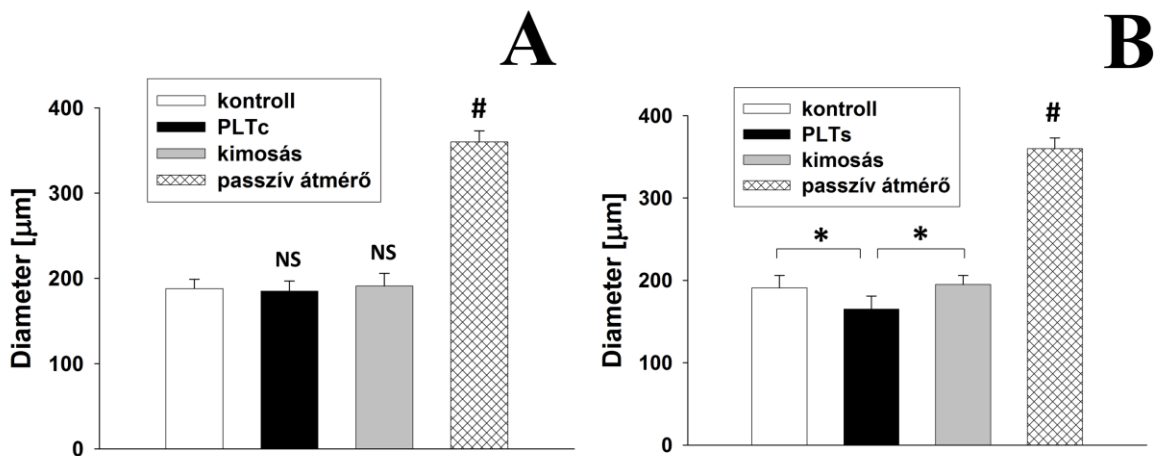 A
kontroll
PLTc
kimosás
passzív átmérő
#
NS
NS
Diameter [μm]
400
300
200
100
0
B
kontroll
PLTs
kimosás
passzív átmérő
#
*
*
Diameter [μm]
400
300
200
100
0